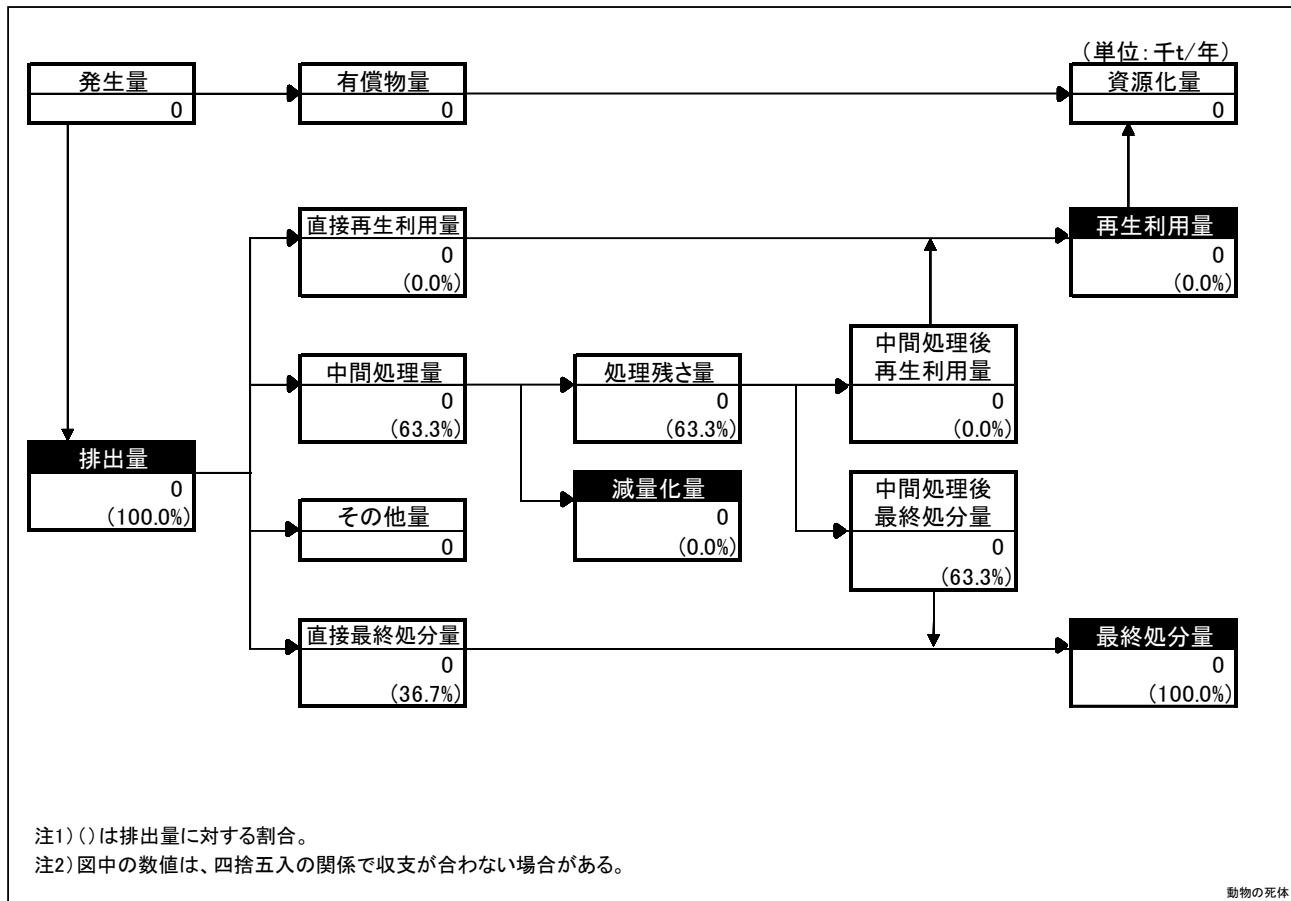 (単位:千t/年)
発生量
0
有償物量
0
資源化量
0
直接再生利用量
0
(0.0%)
再生利用量
0
(0.0%)
中間処理量
0
(63.3%)
処理残さ量
0
(63.3%)
中間処理後
再生利用量
0
(0.0%)
排出量
0
(100.0%)
その他量
0
減量化量
0
(0.0%)
中間処理後
最終処分量
0
(63.3%)
直接最終処分量
0
(36.7%)
最終処分量
0
(100.0%)
注1)()は排出量に対する割合。
注2)図中の数値は、四捨五入の関係で収支が合わない場合がある。
動物の死体